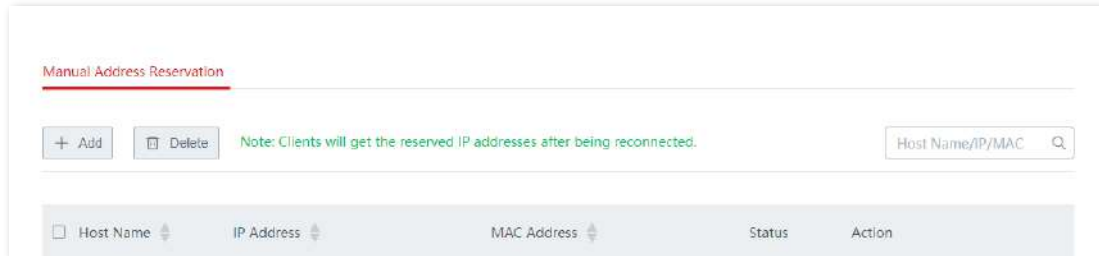 Manual Address Reservation
+ Add Delete Note: Clients will get the reserved IP addresses after being reconnected. Host Name/IP/MAC
Host Name IP Address MAC Address Status Action